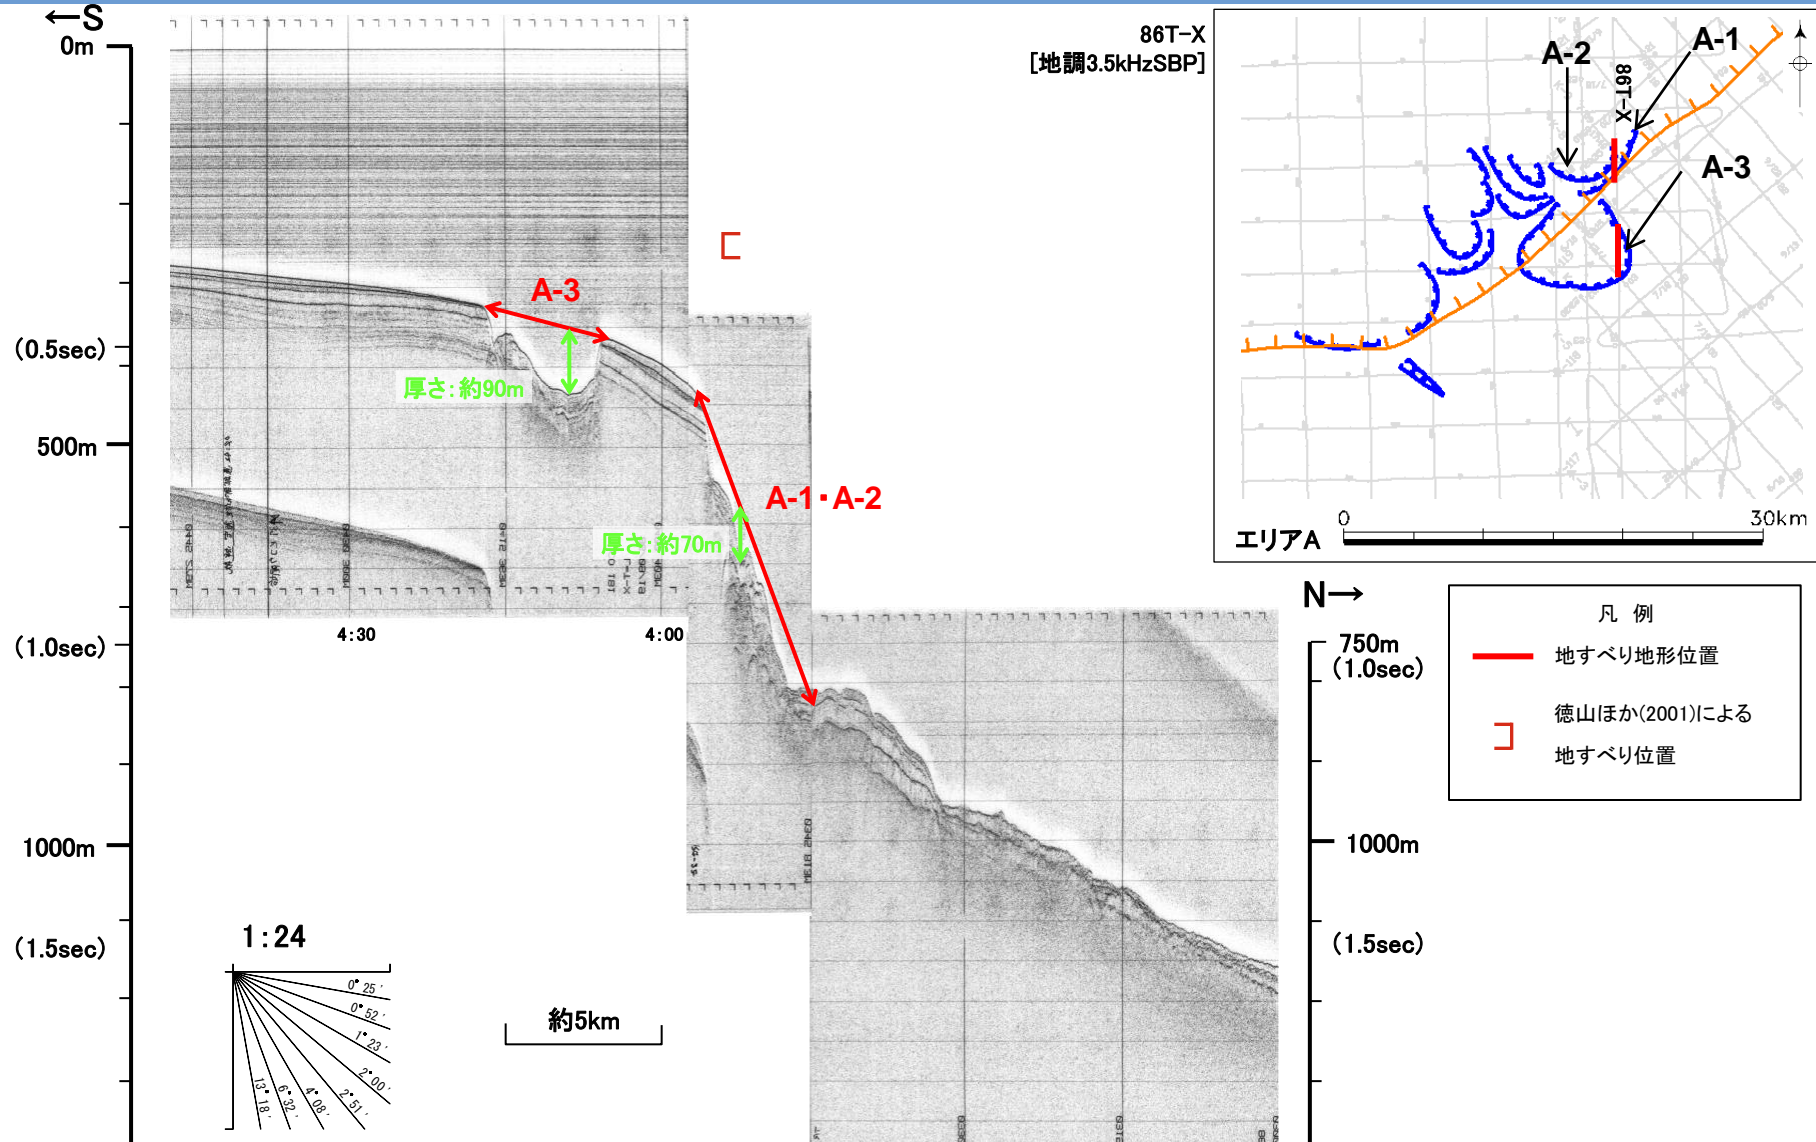 ←S
0m
(0.5sec)
500m
(1.0sec)
1000m
(1.5sec)
86T-X
[地調3.5kHzSBP]
A-3
厚さ:約90m
A-1・A-2
厚さ:約70m
4:30
4:00
N→
750m
(1.0sec)
1000m
(1.5sec)
1:24
0°25′
0°52′
1°23′
2°00′
2°51′
4°08′
6°32′
13°18′
約5km
A-2
A-1
86T-X
A-3
エリアA
0
30km
凡 例
地すべり地形位置
徳山ほか(2001)による
地すべり位置